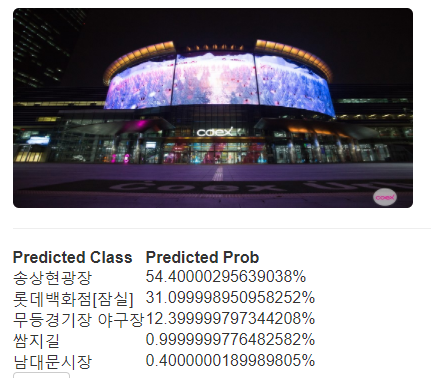 coex
Coex
coex
Predicted Class Predicted Prob
송상현광장 54.40000295639038%
롯데백화점[잠실] 31.099998950958252%
무등경기장 야구장 12.399999797344208%
쌈지길 0.9999999776482582%
남대문시장 0.400000018998980​5%